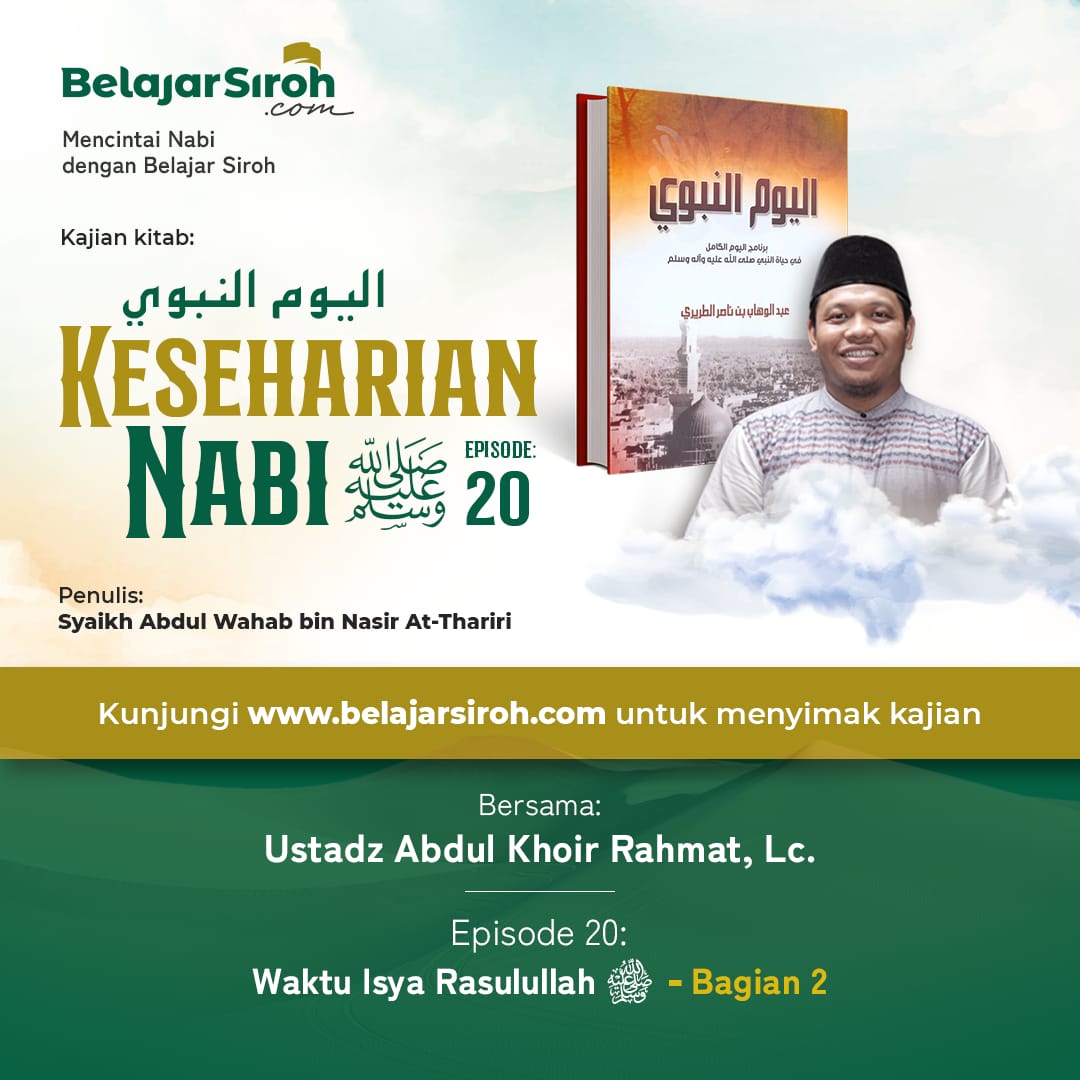 BelajarSiroh
.com
Mencintai Nabi
dengan Belajar Siroh
Kajian kitab:
اليوم النبوي
KESEHARIAN
NABI صلى الله عليه وسلم EPISODE:
20
Penulis:
Syaikh Abdul Wahab bin Nasir At-Thariri
اليوم النبوي
برنامج اليوم الكامل
في حياة النبي صلى الله عليه وآله وسلم
عبد الوهاب بن ناصر الطريري
Kunjungi www.belajarsiroh.com untuk menyimak kajian
Bersama:
Ustadz Abdul Khoir Rahmat, Lc.
Episode 20:
Waktu Isya Rasulullah ﷺ - Bagian 2